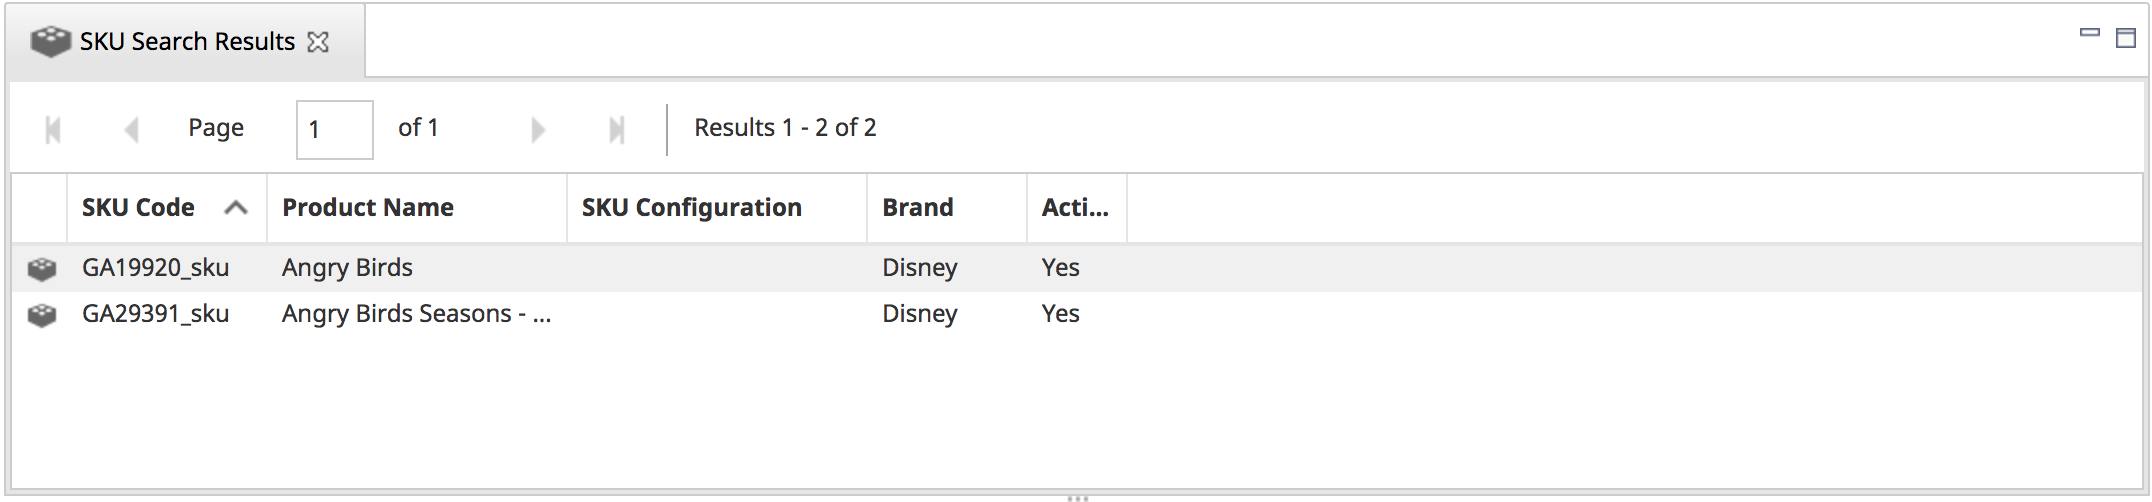 SKU Search Results
Page 1 of 1 Results 1 - 2 of 2
SKU Code Product Name SKU Configuration Brand Acti...
GA19920_sku Angry Birds Disney Yes
GA29391_sku Angry Birds Seasons - ... Disney Yes